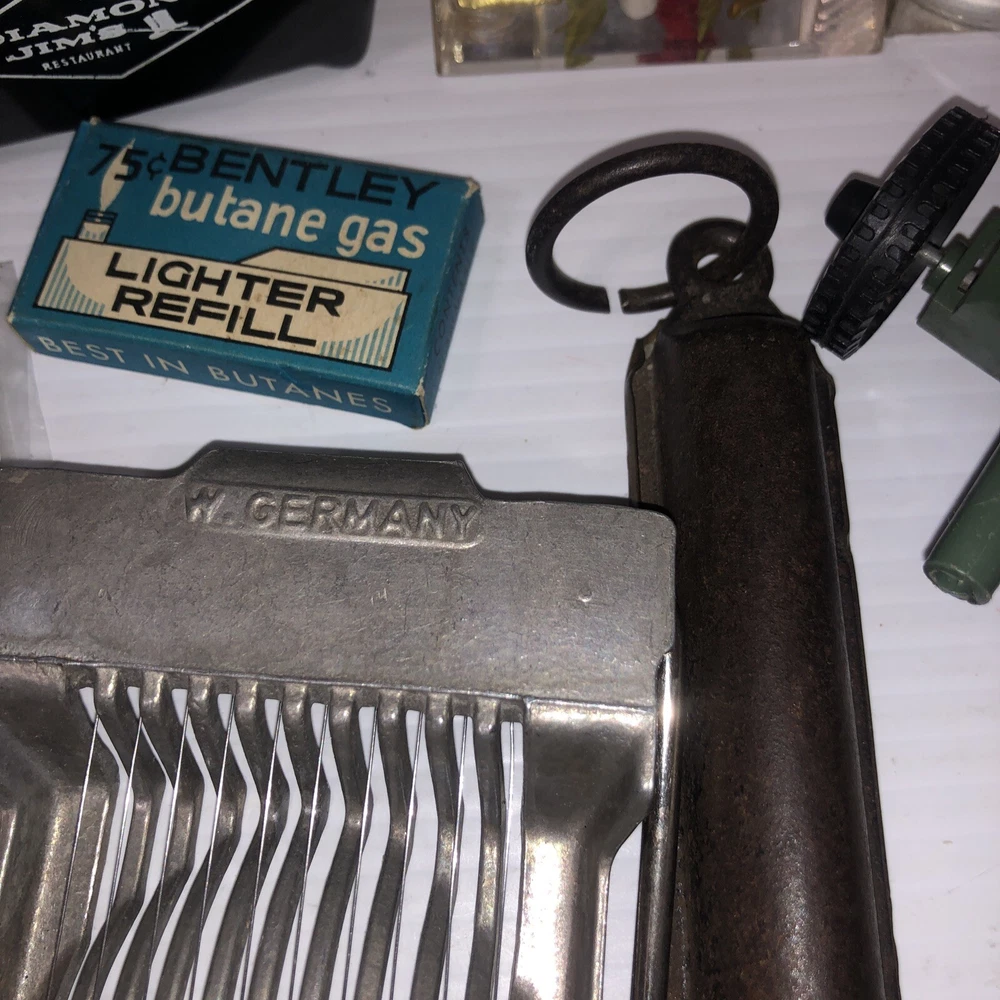 DIAMOND
JIM'S
RESTAURANT
75¢ BENTLEY
butane gas
LIGHTER
REFILL
BEST IN BUTANES
W. GERMANY